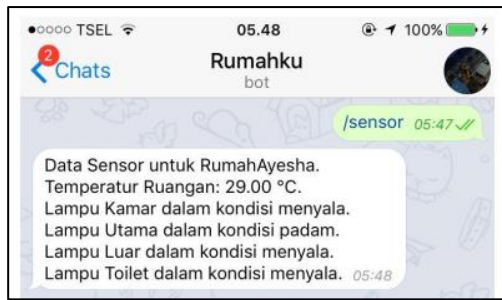 TSEL 05.48 100%
2
Chats Rumahku
bot
/sensor 05:47
Data Sensor untuk RumahAyesha.
Temperatur Ruangan: 29.00 °C.
Lampu Kamar dalam kondisi menyala.
Lampu Utama dalam kondisi padam.
Lampu Luar dalam kondisi menyala.
Lampu Toilet dalam kondisi menyala. 05:48